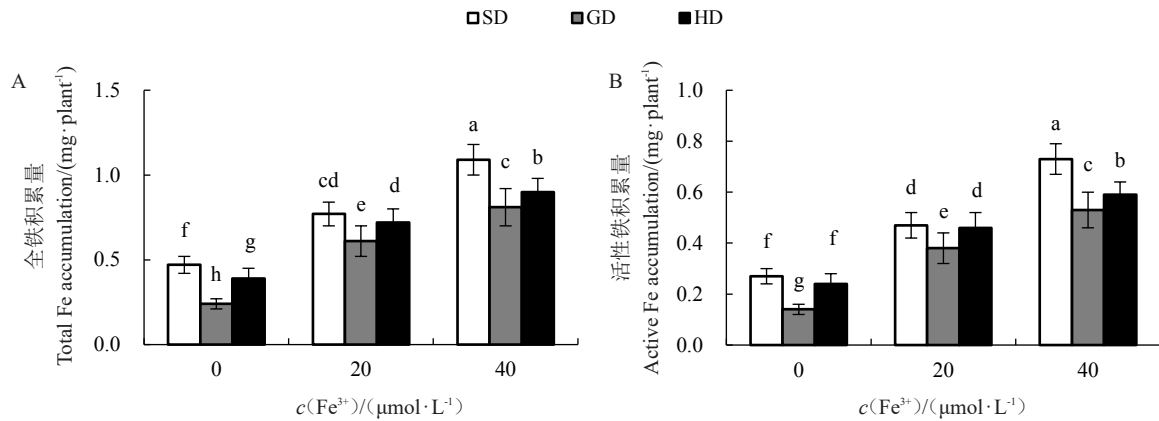 SD GD HD
A
全铁积累量
Total Fe accumulation/(mg·plant⁻¹)
1.5
1.0
0.5
0.0
f
h
g
cd
e
d
a
c
b
0 20 40
c(Fe³⁺)/(μmol·L⁻¹)
B
活性铁积累量
Active Fe accumulation/(mg·plant⁻¹)
1.0
0.8
0.6
0.4
0.2
0.0
f
g
f
d
e
d
a
c
b
0 20 40
c(Fe³⁺)/(μmol·L⁻¹)